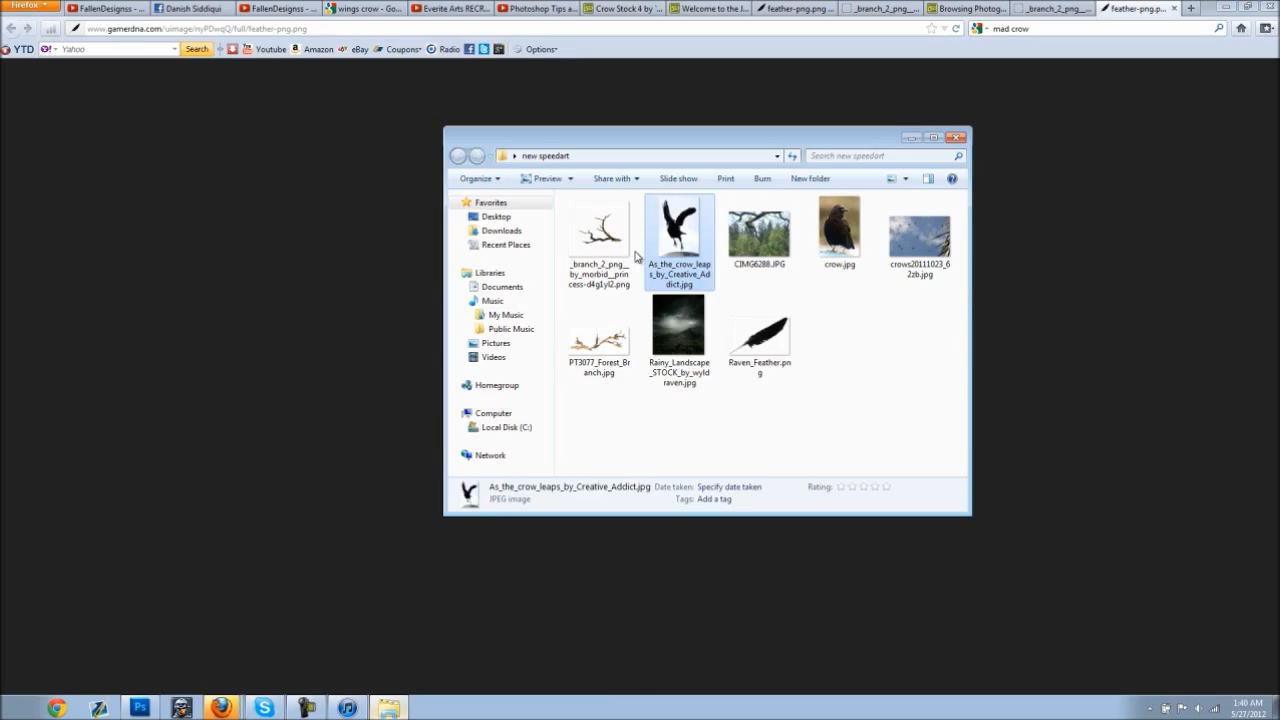 Firefox
FallenDesignss - ...
Danish Siddiqui
FallenDesignss - ...
wings crow - Go...
Everite Arts RECR...
Photoshop Tips a...
Crow Stock 4 by `...
Welcome to the I...
feather-png.png ...
_branch_2_png__...
Browsing Photog...
_branch_2_png__...
feather-png.p...
www.gamerdna.com/uimage/nyPDwqQ/full/feather-png.png
mad crow
YTD
Yahoo
Search
Youtube
Amazon
eBay
Coupons
Radio
Options
new speedart
Search new speedart
Organize
Preview
Share with
Slide show
Print
Burn
New folder
Favorites
Desktop
Downloads
Recent Places
Libraries
Documents
Music
My Music
Public Music
Pictures
Videos
Homegroup
Computer
Local Disk (C:)
Network
_branch_2_png__
by_morbid__prin
cess-d4g1yl2.png
As_the_crow_leap
s_by_Creative_Ad
dict.jpg
CIMG6288.JPG
crow.jpg
crows20111023_6
2zb.jpg
PT3077_Forest_Br
anch.jpg
Rainy_Landscape
_STOCK_by_wyld
raven.jpg
Raven_Feather.pn
g
As_the_crow_leaps_by_Creative_Addict.jpg
JPEG image
Date taken: Specify date taken
Tags: Add a tag
Rating:
Ps
1:40 AM
5/27/2012